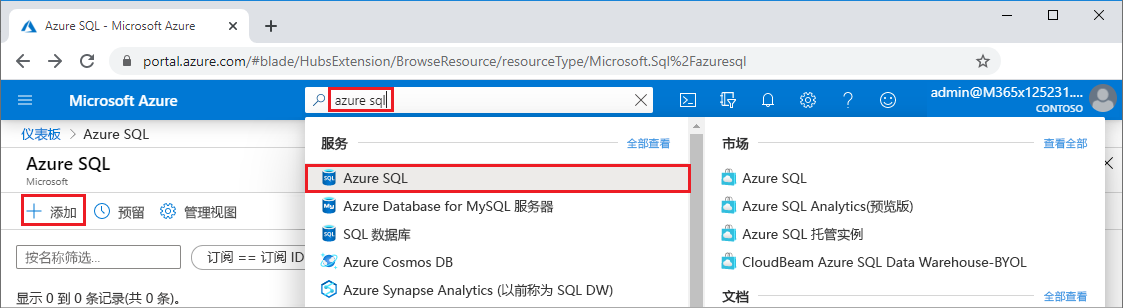 Azure SQL - Microsoft Azure
portal.azure.com/#blade/HubsExtension/BrowseResource/resourceType/Microsoft.Sql%2Fazuresql
Microsoft Azure
azure sql
admin@M365x125231....
CONTOSO
仪表板 > Azure SQL
Azure SQL
Microsoft
添加
预留
管理视图
按名称筛选...
订阅 == 订阅 ID
显示 0 到 0 条记录(共 0 条)。
服务
全部查看
Azure SQL
Azure Database for MySQL 服务器
SQL 数据库
Azure Cosmos DB
Azure Synapse Analytics (以前称为 SQL DW)
市场
查看全部
Azure SQL
Azure SQL Analytics(预览版)
Azure SQL 托管实例
CloudBeam Azure SQL Data Warehouse-BYOL
文档
全部查看